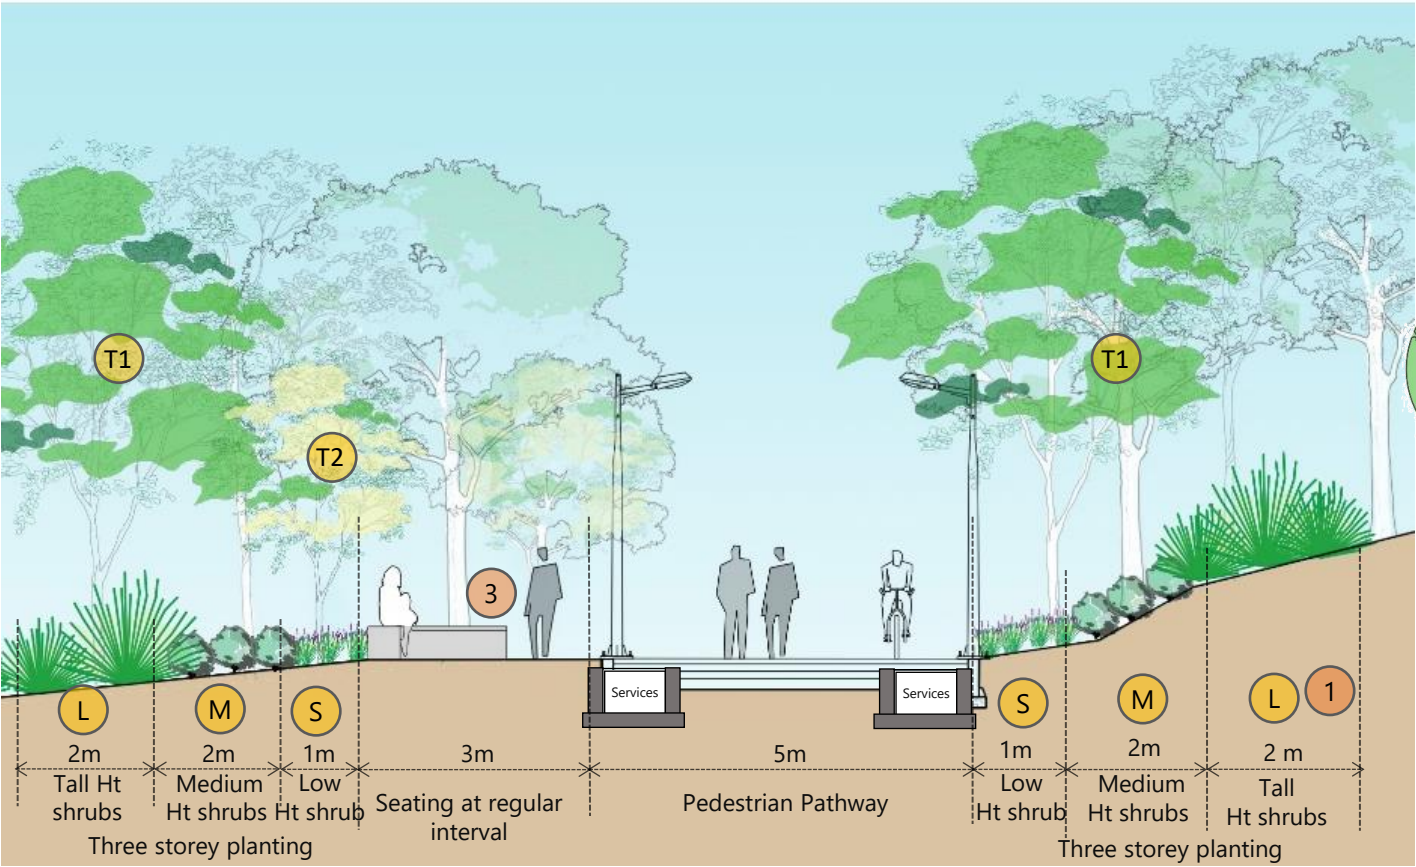 T1
T1
T2
3
Services
Services
L
M
S
S
M
L
1
2m
2m
1m
3m
5m
1m
2m
2 m
Tall Ht
shrubs
Medium
Ht shrubs
Low
Ht shrub
Seating at regular
interval
Pedestrian Pathway
Low
Ht shrub
Medium
Ht shrubs
Tall
Ht shrubs
Three storey planting
Three storey planting